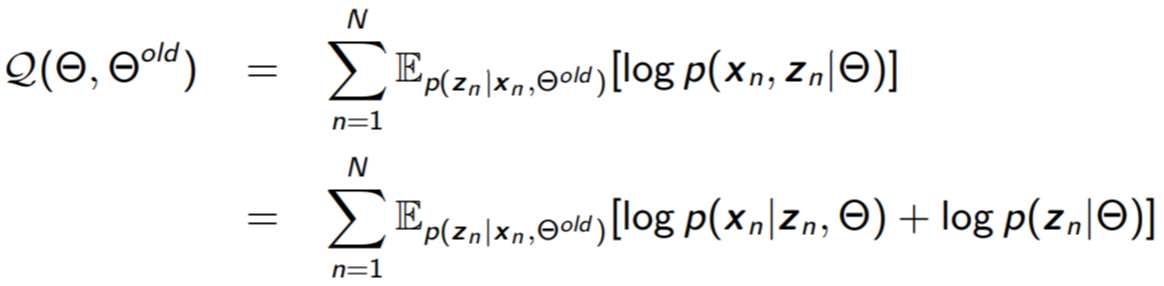 𝒬(Θ, Θ^{old}) = ∑_{n=1}^{N} 𝔼_{p(𝒛_n|𝒙_n,Θ^{old})}[log p(𝒙_n, 𝒛_n|Θ)]
= ∑_{n=1}^{N} 𝔼_{p(𝒛_n|𝒙_n,Θ^{old})}[log p(𝒙_n|𝒛_n, Θ) + log p(𝒛_n|Θ)]